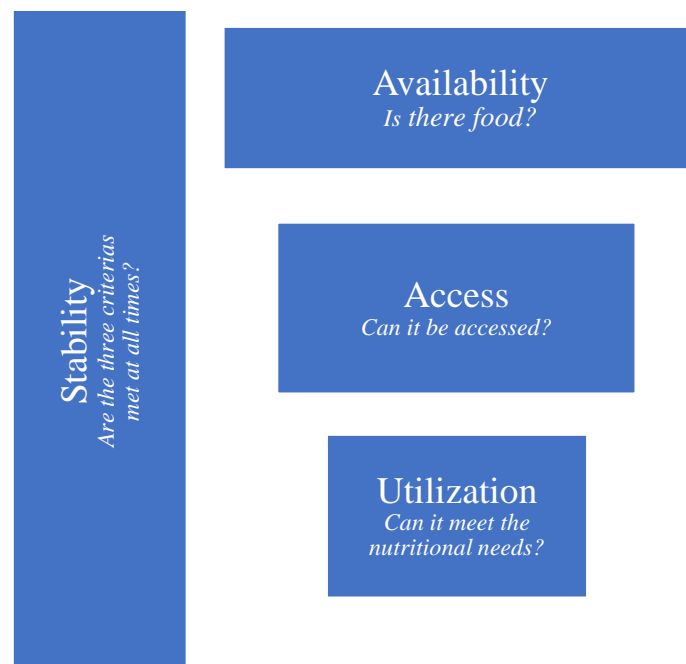 Stability
Are the three criterias
met at all times?
Availability
Is there food?
Access
Can it be accessed?
Utilization
Can it meet the
nutritional needs?